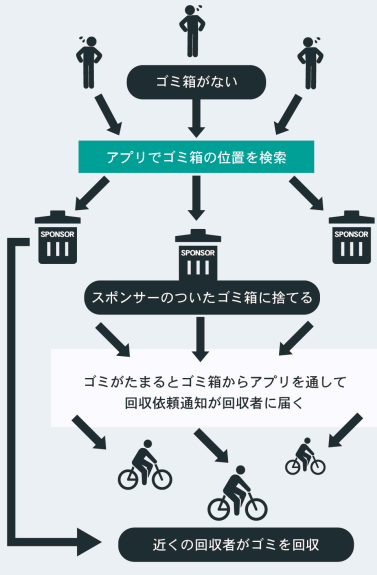 ゴミ箱がない
アプリでゴミ箱の位置を検索
SPONSOR
SPONSOR
SPONSOR
スポンサーのついたゴミ箱に捨てる
ゴミがたまるとゴミ箱からアプリを通して
回収依頼通知が回収者に届く
近くの回収者がゴミを回収